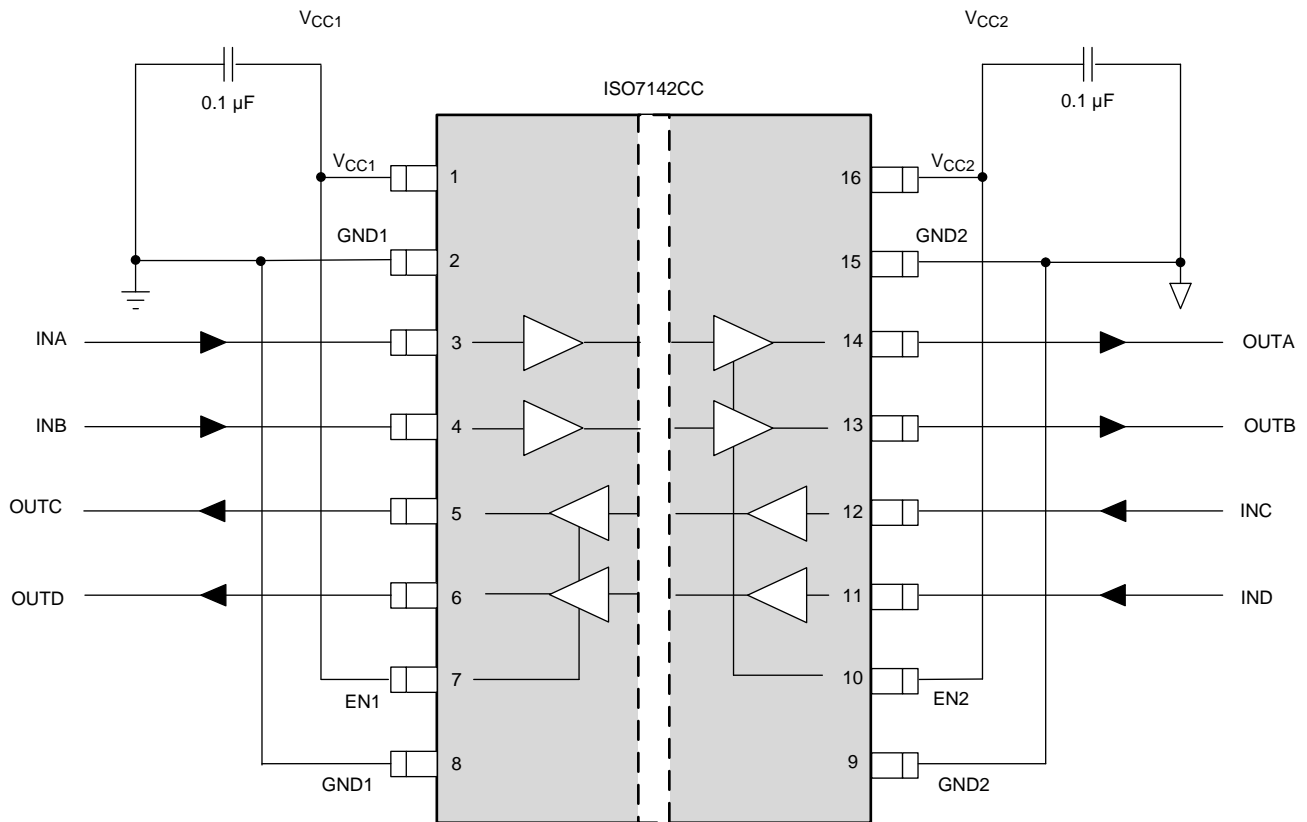 VCC1
VCC2
0.1 µF
0.1 µF
ISO7142CC
VCC1
1
16
VCC2
GND1
2
15
GND2
INA
3
14
OUTA
INB
4
13
OUTB
OUTC
5
12
INC
OUTD
6
11
IND
EN1
7
10
EN2
GND1
8
9
GND2